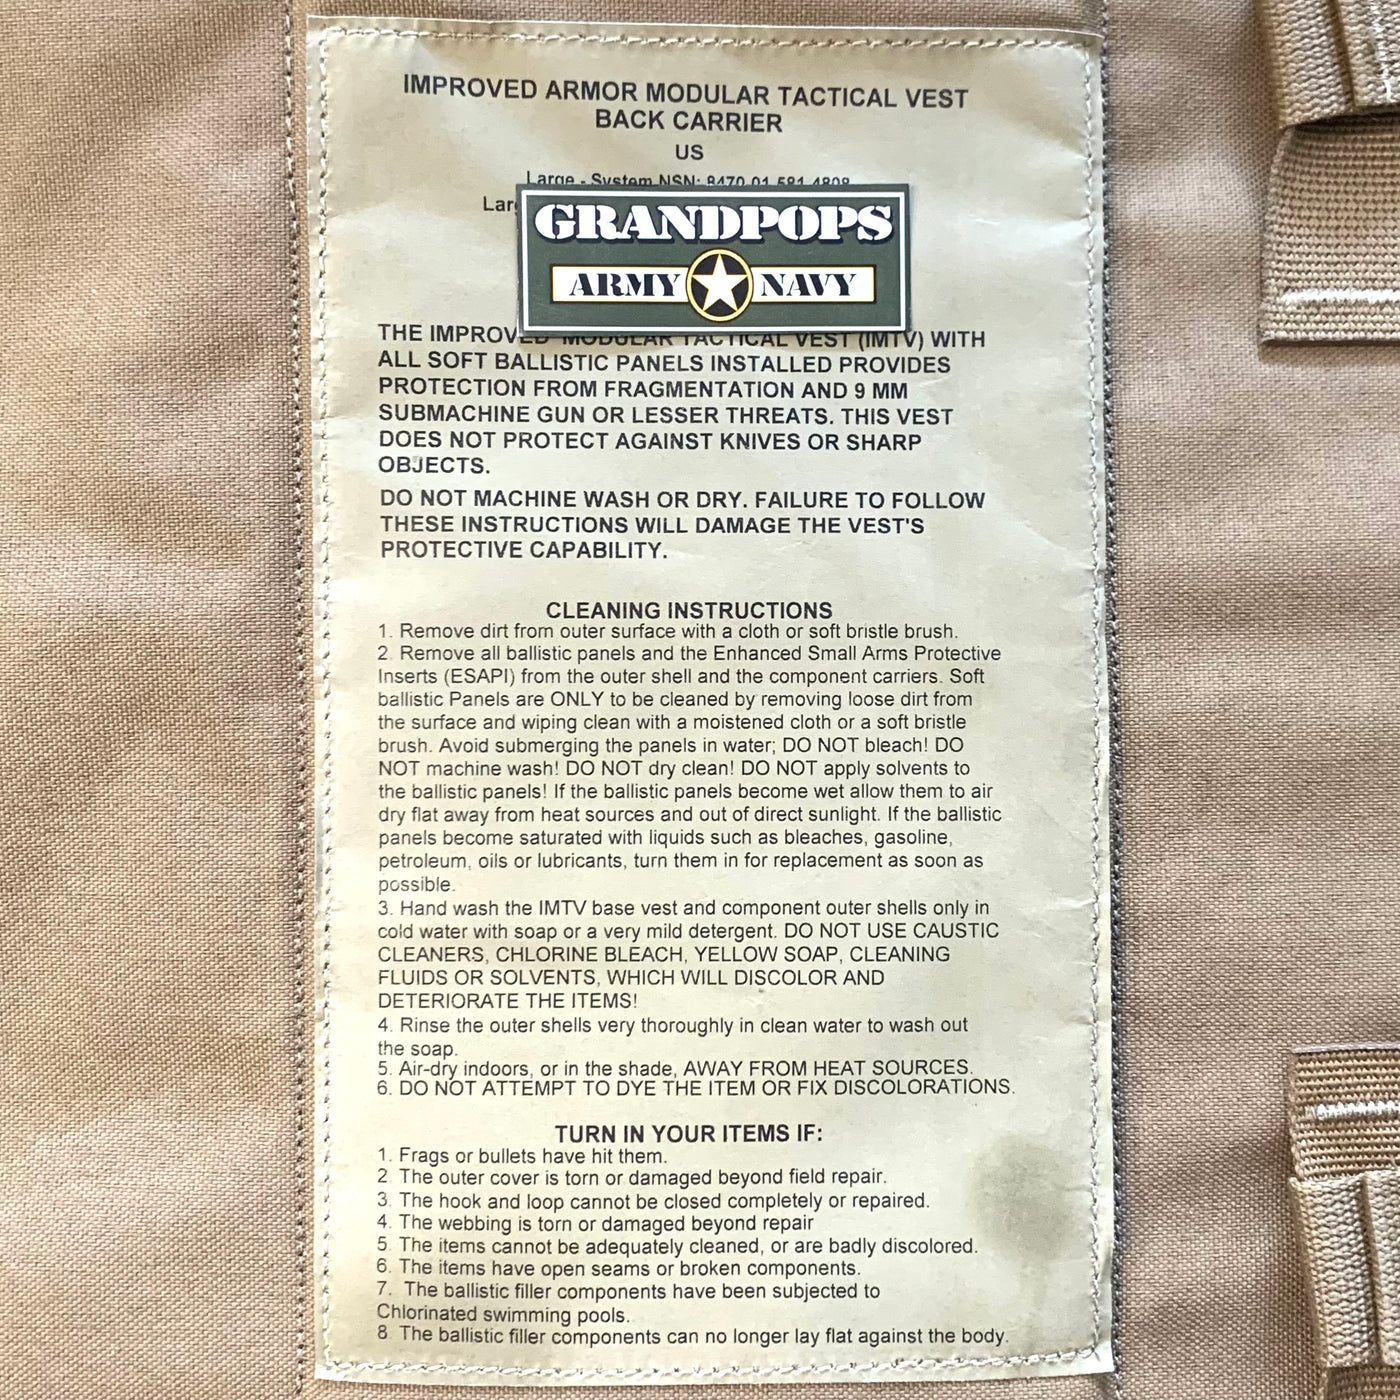 IMPROVED ARMOR MODULAR TACTICAL VEST
BACK CARRIER
US
Large - System NSN: 8470-01-581-4808
GRANDPOPS
ARMY NAVY
THE IMPROVED MODULAR TACTICAL VEST (IMTV) WITH
ALL SOFT BALLISTIC PANELS INSTALLED PROVIDES
PROTECTION FROM FRAGMENTATION AND 9 MM
SUBMACHINE GUN OR LESSER THREATS. THIS VEST
DOES NOT PROTECT AGAINST KNIVES OR SHARP
OBJECTS.
DO NOT MACHINE WASH OR DRY. FAILURE TO FOLLOW
THESE INSTRUCTIONS WILL DAMAGE THE VEST'S
PROTECTIVE CAPABILITY.
CLEANING INSTRUCTIONS
1. Remove dirt from outer surface with a cloth or soft bristle brush.
2. Remove all ballistic panels and the Enhanced Small Arms Protective
Inserts (ESAPI) from the outer shell and the component carriers. Soft
ballistic Panels are ONLY to be cleaned by removing loose dirt from
the surface and wiping clean with a moistened cloth or a soft bristle
brush. Avoid submerging the panels in water; DO NOT bleach! DO
NOT machine wash! DO NOT dry clean! DO NOT apply solvents to
the ballistic panels! If the ballistic panels become wet allow them to air
dry flat away from heat sources and out of direct sunlight. If the ballistic
panels become saturated with liquids such as bleaches, gasoline,
petroleum, oils or lubricants, turn them in for replacement as soon as
possible.
3. Hand wash the IMTV base vest and component outer shells only in
cold water with soap or a very mild detergent. DO NOT USE CAUSTIC
CLEANERS, CHLORINE BLEACH, YELLOW SOAP, CLEANING
FLUIDS OR SOLVENTS, WHICH WILL DISCOLOR AND
DETERIORATE THE ITEMS!
4. Rinse the outer shells very thoroughly in clean water to wash out
the soap.
5. Air-dry indoors, or in the shade, AWAY FROM HEAT SOURCES.
6. DO NOT ATTEMPT TO DYE THE ITEM OR FIX DISCOLORATIONS.
TURN IN YOUR ITEMS IF:
1. Frags or bullets have hit them.
2. The outer cover is torn or damaged beyond field repair.
3. The hook and loop cannot be closed completely or repaired.
4. The webbing is torn or damaged beyond repair
5. The items cannot be adequately cleaned, or are badly discolored.
6. The items have open seams or broken components.
7. The ballistic filler components have been subjected to
Chlorinated swimming pools.
8. The ballistic filler components can no longer lay flat against the body.